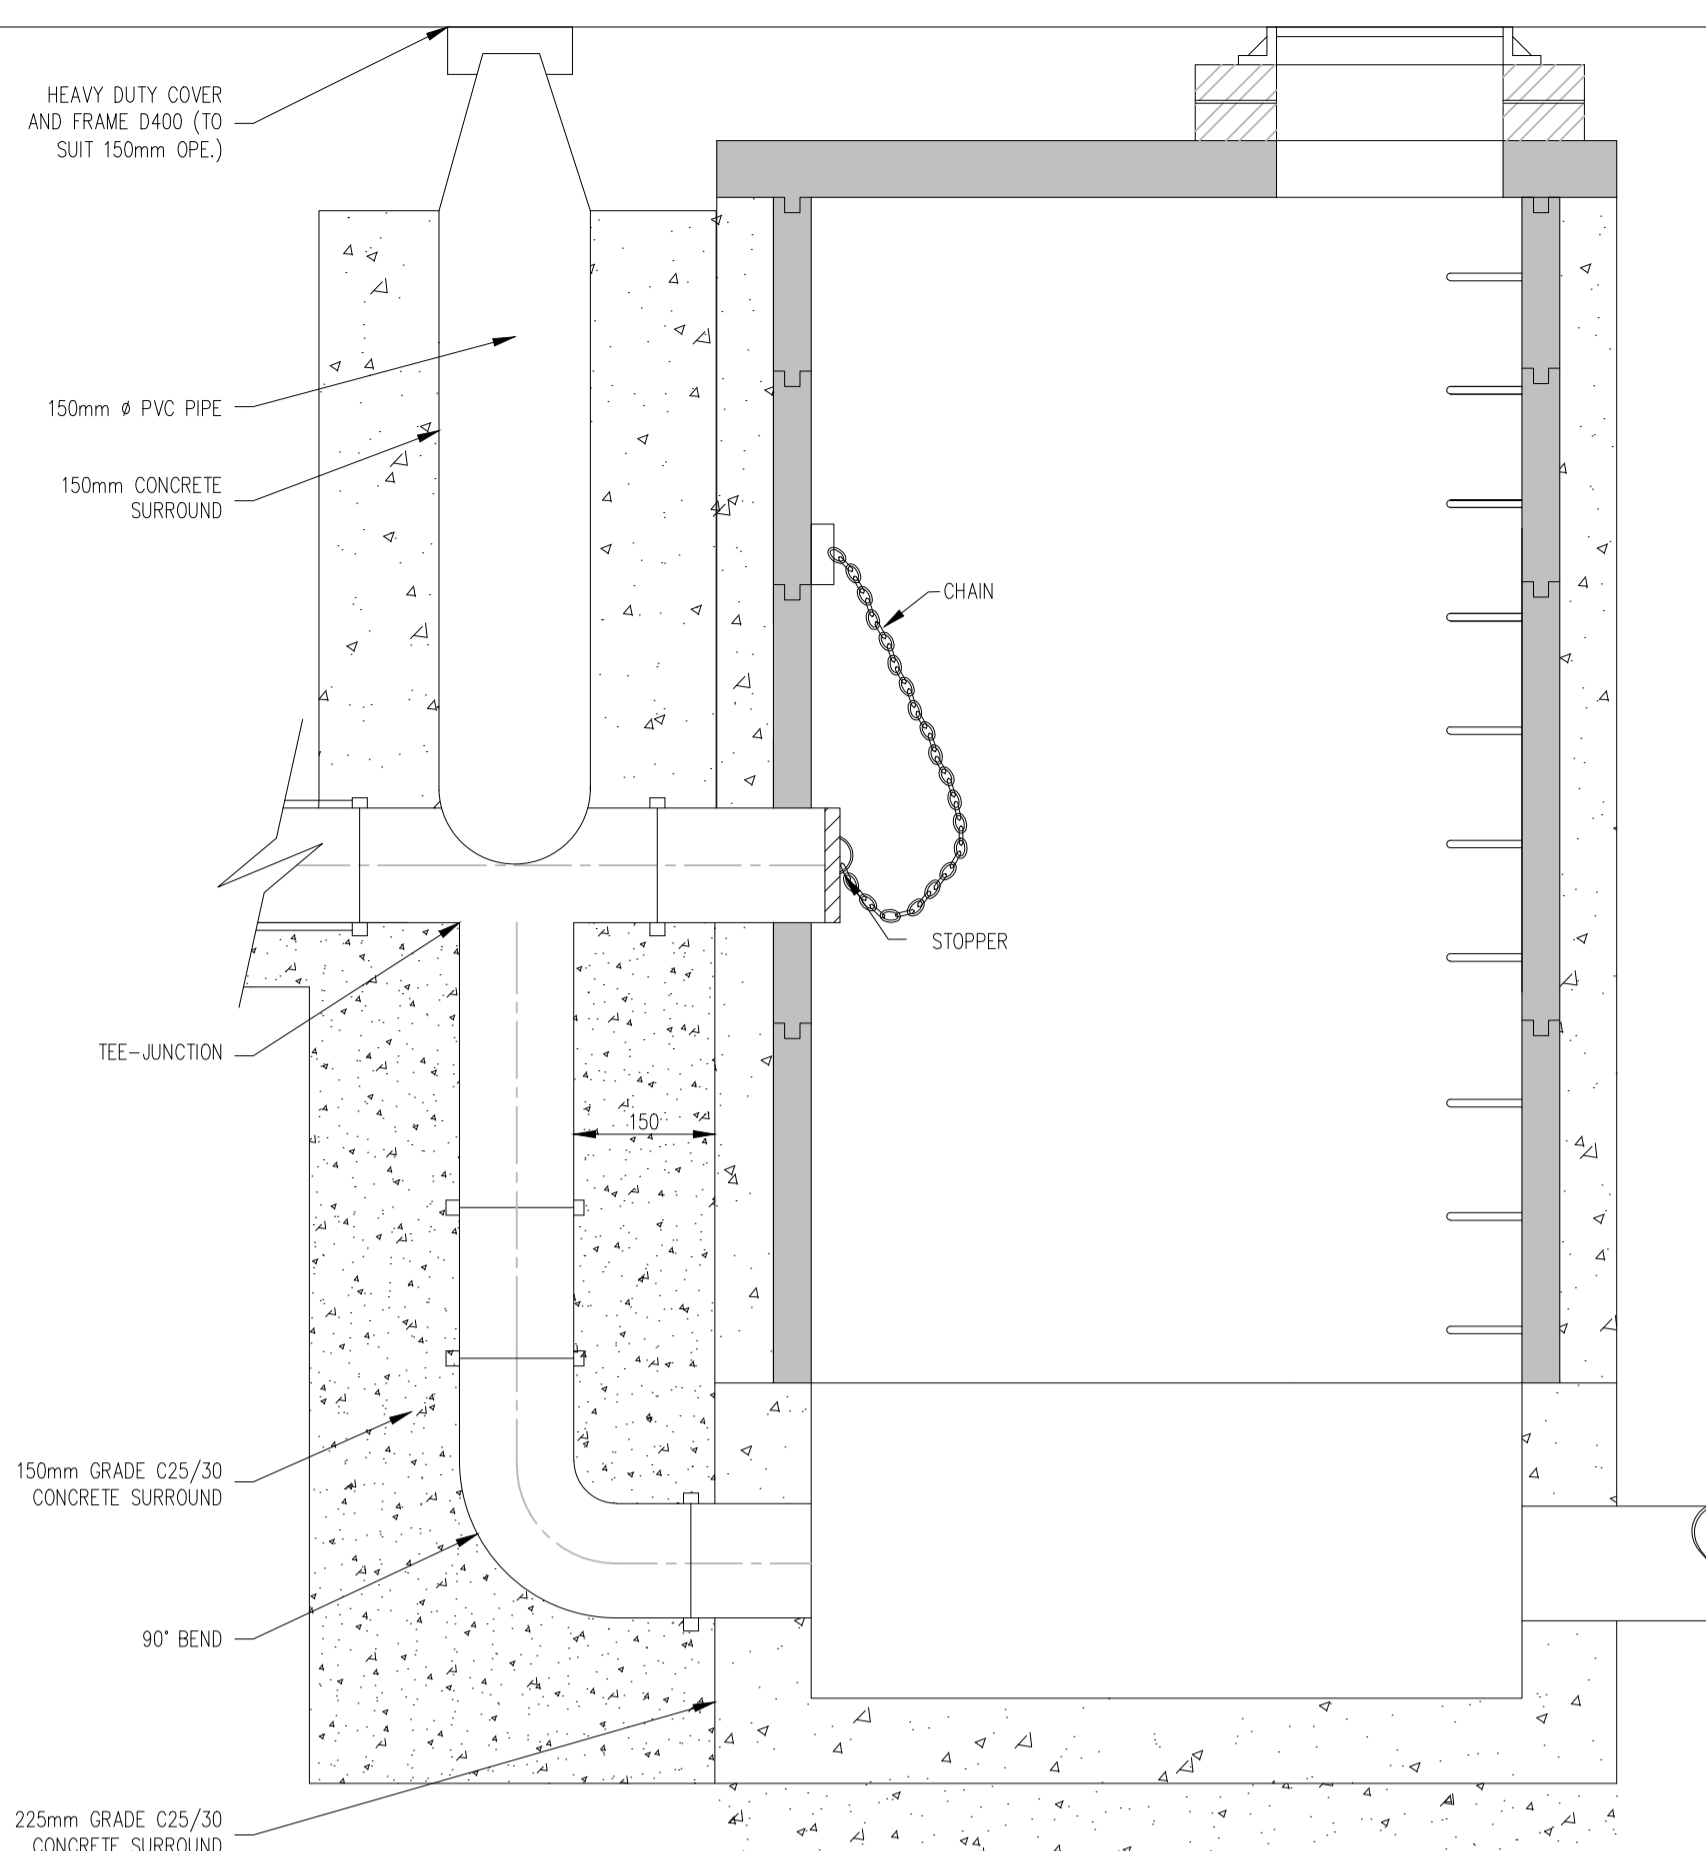 HEAVY DUTY COVER
AND FRAME D400 (TO
SUIT 150mm OPE.)
150mm ø PVC PIPE
150mm CONCRETE
SURROUND
CHAIN
STOPPER
TEE-JUNCTION
150
150mm GRADE C25/30
CONCRETE SURROUND
90° BEND
225mm GRADE C25/30
CONCRETE SURROUND